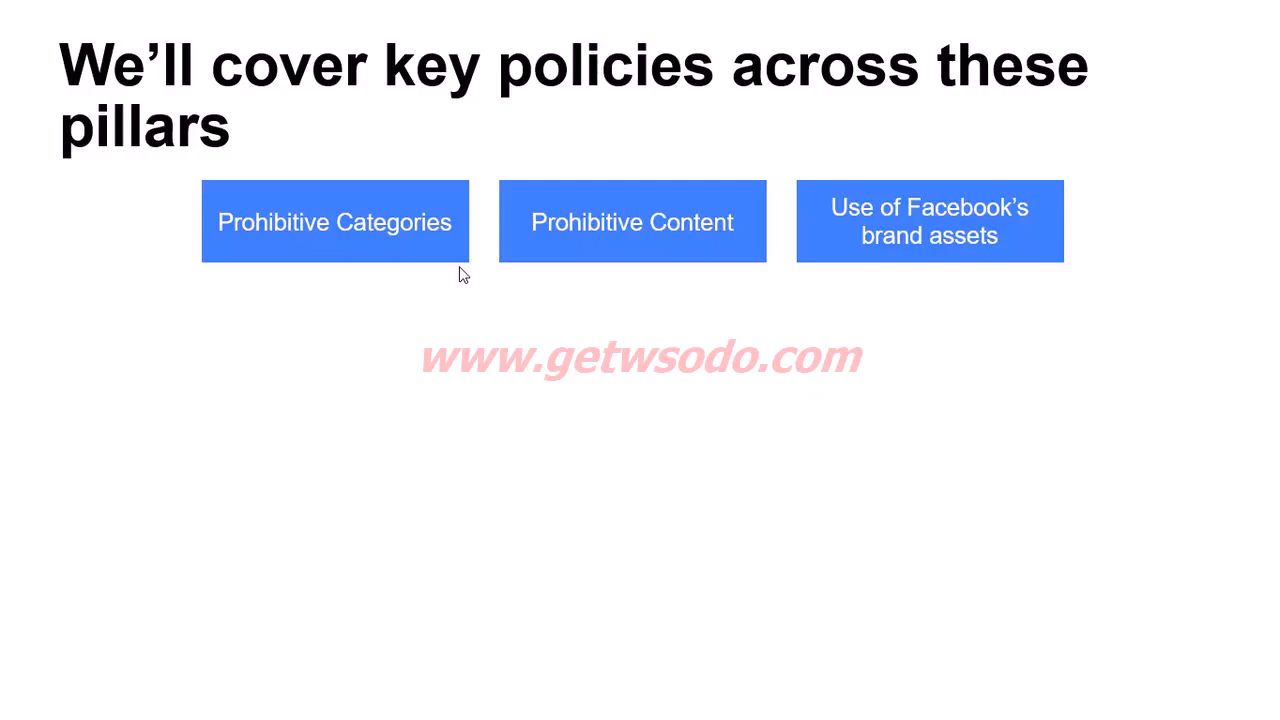 We’ll cover key policies across these
pillars
Prohibitive Categories
Prohibitive Content
Use of Facebook’s
brand assets
www.getwsodo.com